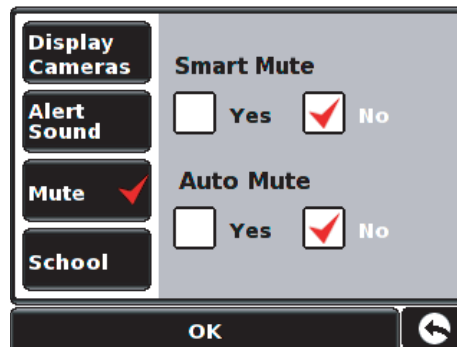 Display
Cameras
Alert
Sound
Mute
School
Smart Mute
Yes No
Auto Mute
Yes No
OK